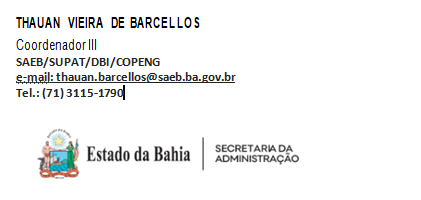 THAUAN VIEIRA DE BARCELLOS
Coordenador III
SAEB/SUPAT/DBI/COPENG
e-mail: thauan.barcellos@saeb.ba.gov.br
Tel.: (71) 3115-1790
Estado da Bahia
SECRETARIA DA
ADMINISTRAÇÃO